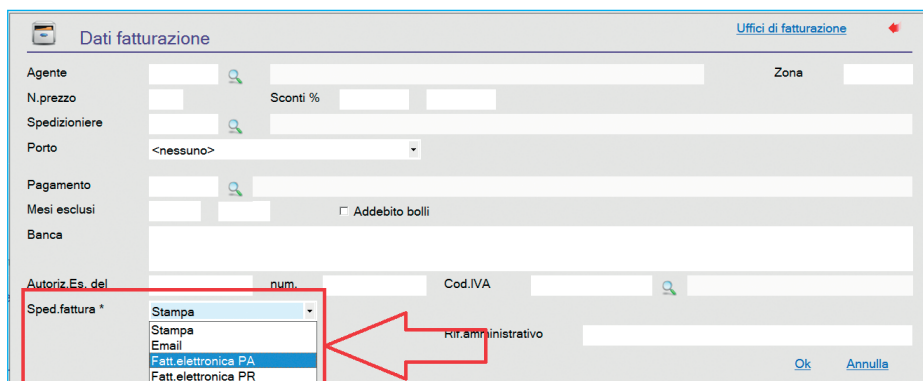 Dati fatturazione Uffici di fatturazione
Agente Zona
N.prezzo Sconti %
Spedizioniere
Porto <nessuno>
Pagamento
Mesi esclusi Addebito bolli
Banca
Autoriz.Es. del num. Cod.IVA
Sped.fattura * Stampa
Stampa
Rif.amministrativo
Email
Fatt.elettronica PA
Ok Annulla
Fatt.elettronica PR